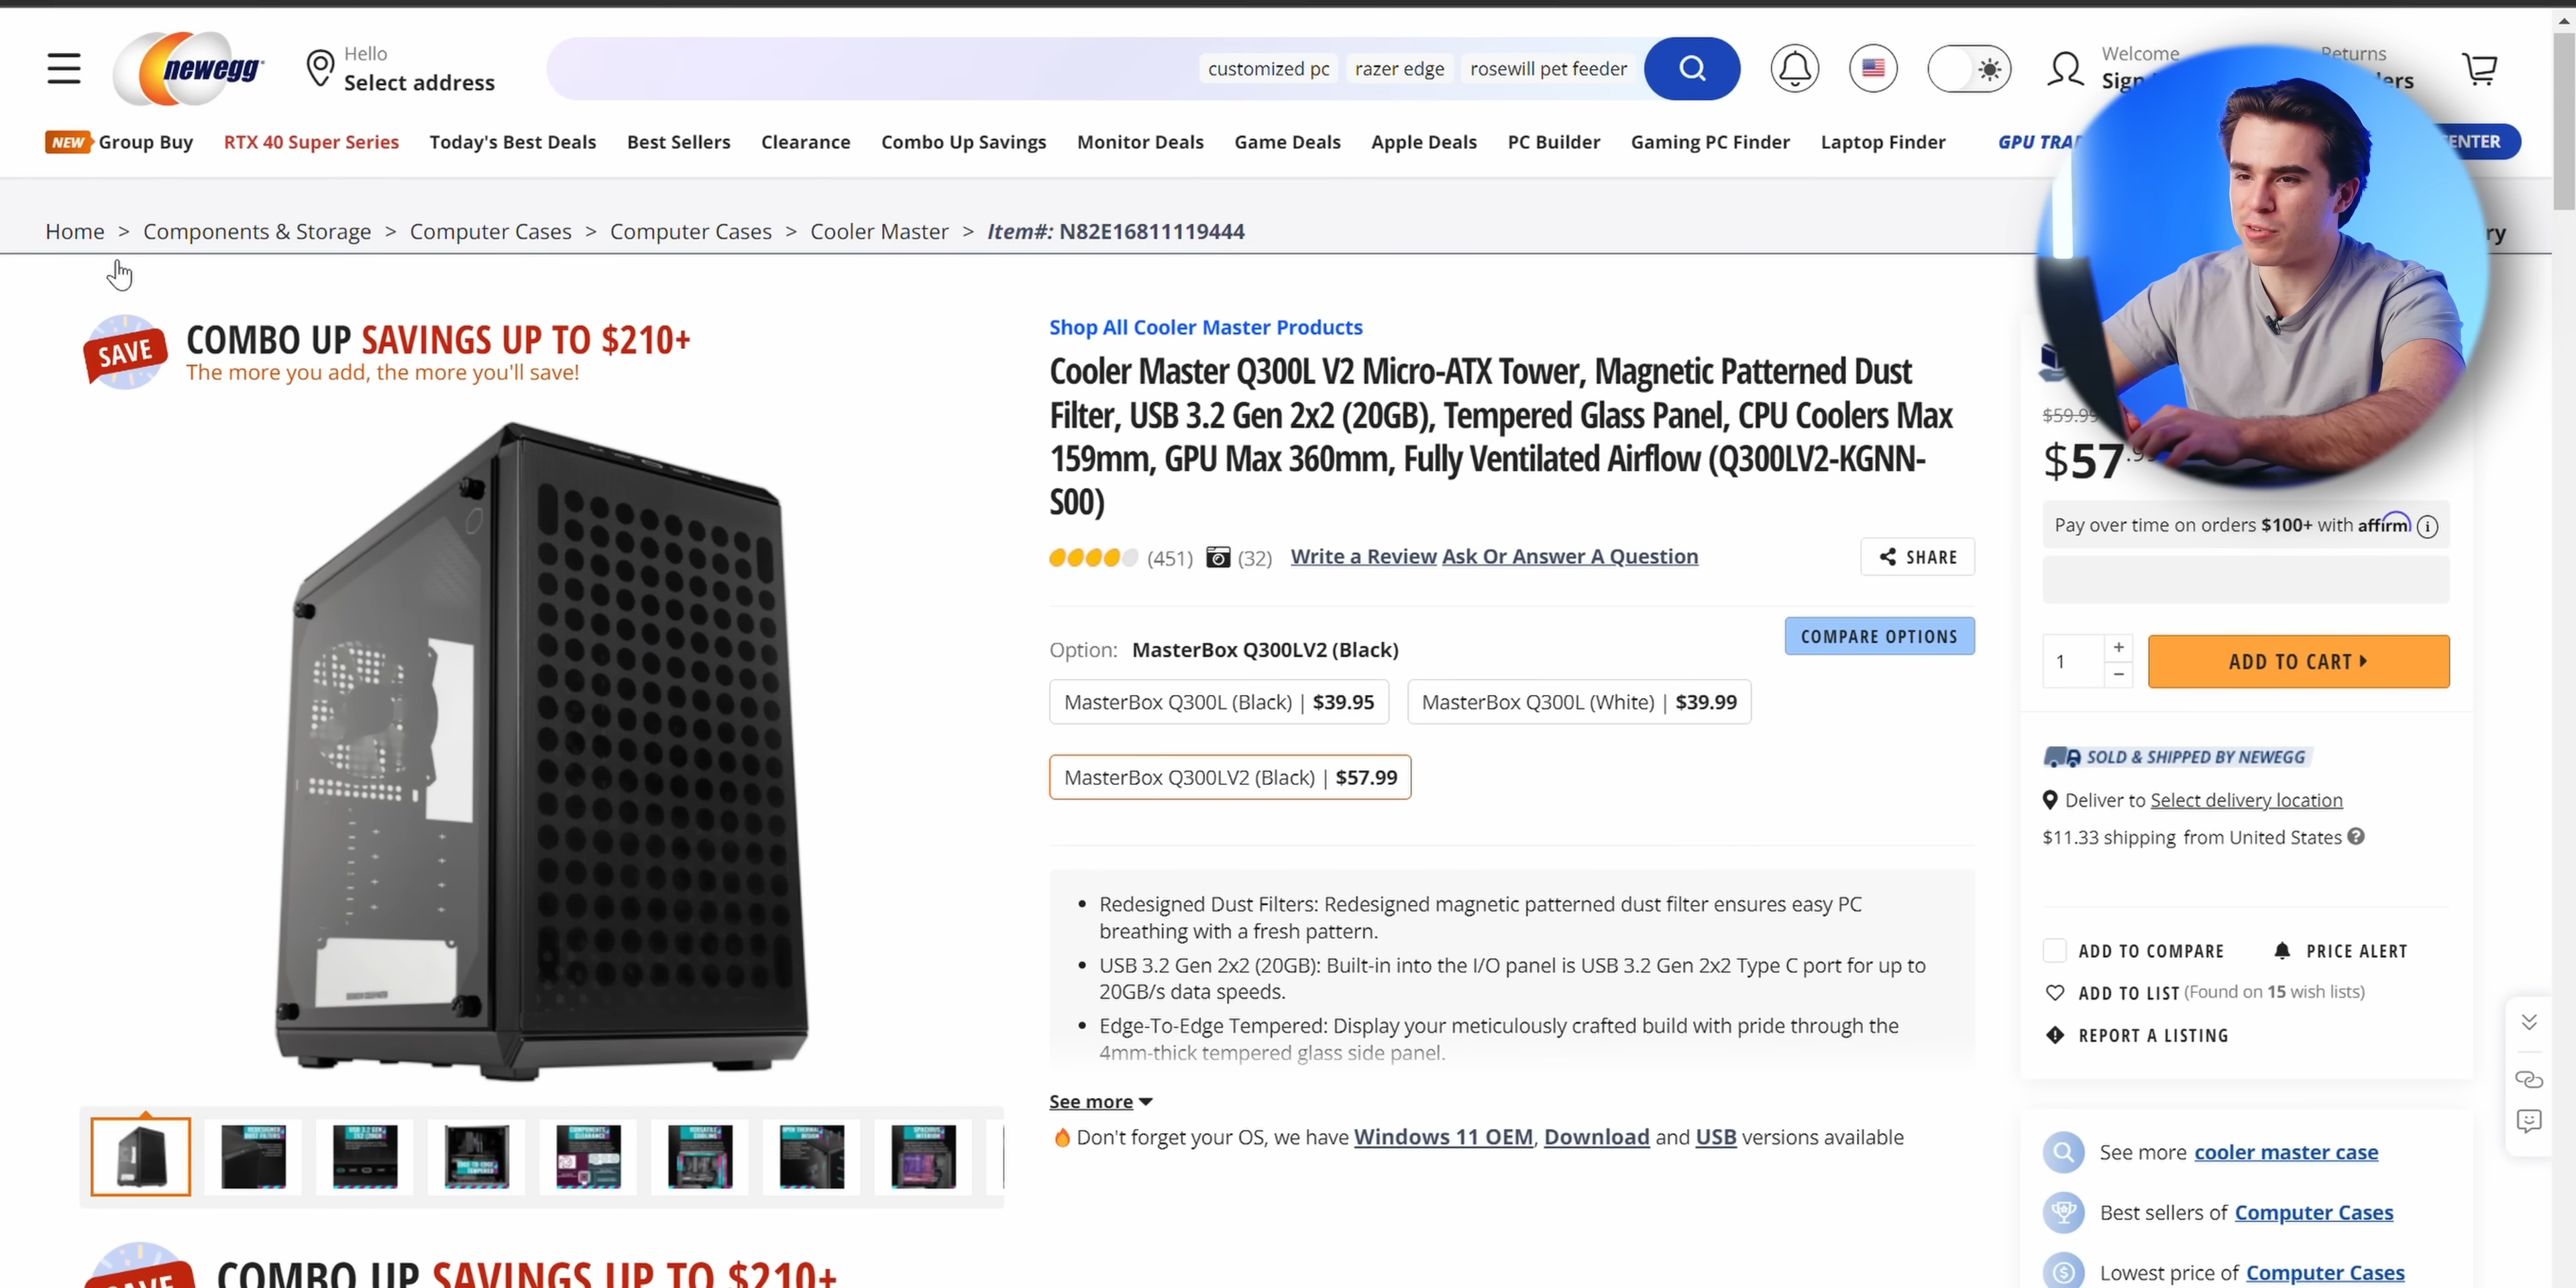 newegg
Hello
Select address
customized pc
razer edge
rosewill pet feeder
Welcome
Returns
NEW Group Buy
RTX 40 Super Series
Today's Best Deals
Best Sellers
Clearance
Combo Up Savings
Monitor Deals
Game Deals
Apple Deals
PC Builder
Gaming PC Finder
Laptop Finder
GPU
Home > Components & Storage > Computer Cases > Computer Cases > Cooler Master > Item#: N82E16811119444
SAVE
COMBO UP SAVINGS UP TO $210+
The more you add, the more you'll save!
Shop All Cooler Master Products
Cooler Master Q300L V2 Micro-ATX Tower, Magnetic Patterned Dust
Filter, USB 3.2 Gen 2x2 (20GB), Tempered Glass Panel, CPU Coolers Max
159mm, GPU Max 360mm, Fully Ventilated Airflow (Q300LV2-KGNN-
S00)
(451) (32) Write a Review Ask Or Answer A Question
SHARE
Option: MasterBox Q300LV2 (Black)
COMPARE OPTIONS
MasterBox Q300L (Black) | $39.95
MasterBox Q300L (White) | $39.99
MasterBox Q300LV2 (Black) | $57.99
• Redesigned Dust Filters: Redesigned magnetic patterned dust filter ensures easy PC
breathing with a fresh pattern.
• USB 3.2 Gen 2x2 (20GB): Built-in into the I/O panel is USB 3.2 Gen 2x2 Type C port for up to
20GB/s data speeds.
• Edge-To-Edge Tempered: Display your meticulously crafted build with pride through the
4mm-thick tempered glass side panel.
See more
Don't forget your OS, we have Windows 11 OEM, Download and USB versions available
$59.99
$57
Pay over time on orders $100+ with affirm
1
+
−
ADD TO CART
SOLD & SHIPPED BY NEWEGG
Deliver to Select delivery location
$11.33 shipping from United States
ADD TO COMPARE
PRICE ALERT
ADD TO LIST (Found on 15 wish lists)
REPORT A LISTING
See more cooler master case
Best sellers of Computer Cases
Lowest price of Computer Cases
SAVE
COMBO UP SAVINGS UP TO $210+